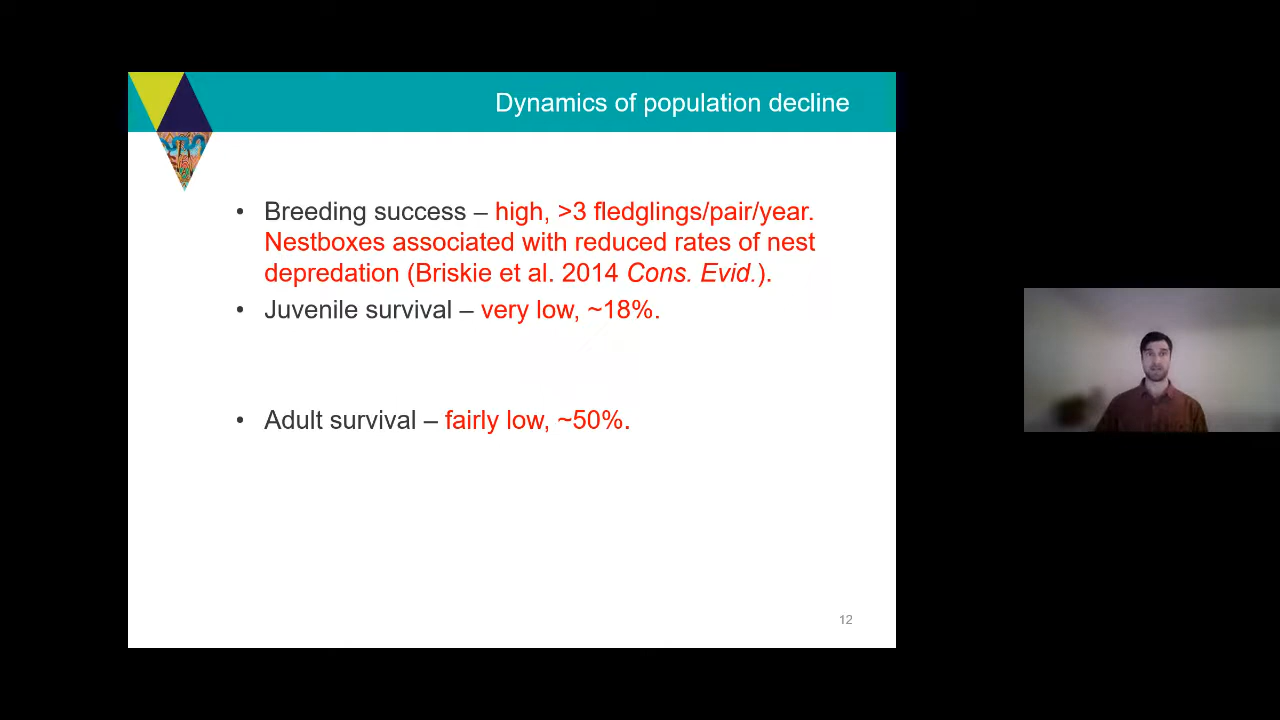 Dynamics of population decline
• Breeding success – high, >3 fledglings/pair/year.
Nestboxes associated with reduced rates of nest
depredation (Briskie et al. 2014 Cons. Evid.).
• Juvenile survival – very low, ~18%.
• Adult survival – fairly low, ~50%.
12